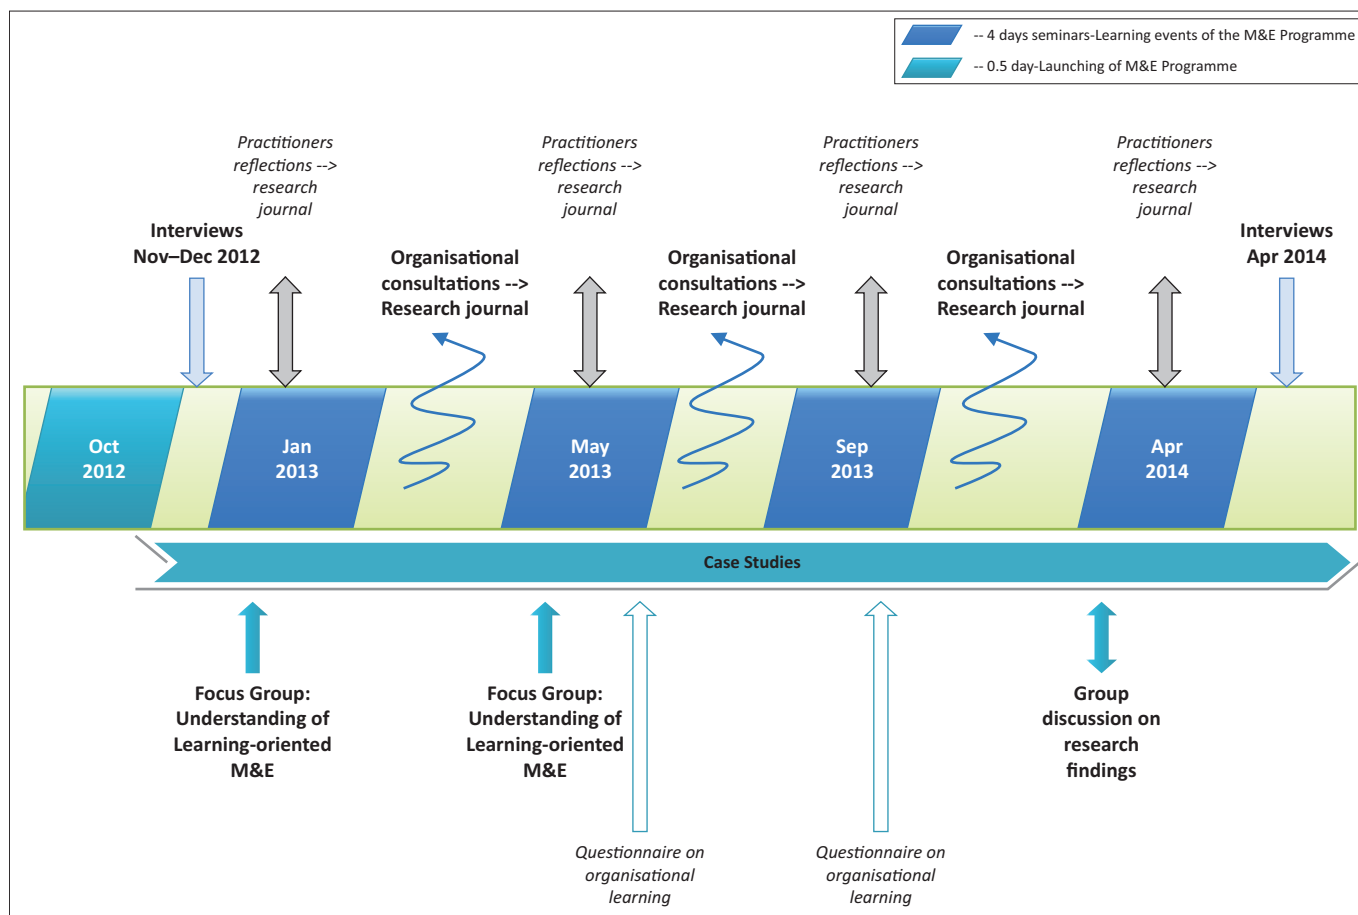 -- 4 days seminars-Learning events of the M&E Programme
-- 0.5 day-Launching of M&E Programme
Practitioners
reflections -->
research
journal
Practitioners
reflections -->
research
journal
Practitioners
reflections -->
research
journal
Practitioners
reflections -->
research
journal
Interviews
Nov–Dec 2012
Organisational
consultations -->
Research journal
Organisational
consultations -->
Research journal
Organisational
consultations -->
Research journal
Interviews
Apr 2014
Oct
2012
Jan
2013
May
2013
Sep
2013
Apr
2014
Case Studies
Focus Group:
Understanding of
Learning-oriented
M&E
Focus Group:
Understanding of
Learning-oriented
M&E
Group
discussion on
research
findings
Questionnaire on
organisational
learning
Questionnaire on
organisational
learning